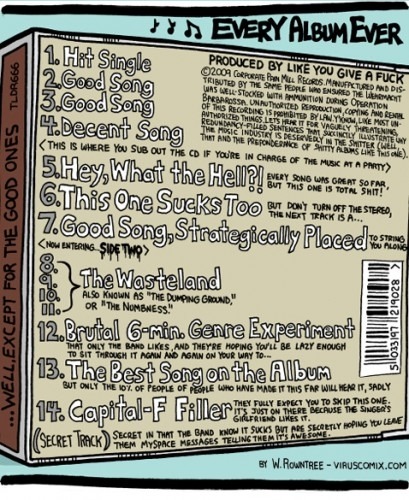 EVERY ALBUM EVER
...WELL, EXCEPT FOR THE GOOD ONES
TLDR666
PRODUCED BY LIKE YOU GIVE A FUCK
©2009 CORPORATE PAIN MILL RECORDS. MANUFACTURED AND DIS-
TRIBUTED BY THE SAME PEOPLE WHO ENSURED THE WEHRMACHT
WAS WELL-STOCKED WITH AMMUNITION DURING OPERATION
BARBAROSSA. UNAUTHORIZED REPRODUCTION, COPYING AND RENTAL
OF THIS RECORDING IS PROHIBITED BY LAW. Y'KNOW, LIKE MOST UN-
AUTHORIZED THINGS. LETS HEAR IT FOR VAGUELY THREATENING,
REDUNDANCY-FILLED SENTENCES THAT SUCCINCTLY ILLUSTRATE WHY
THE MUSIC INDUSTRY IS DESERVEDLY IN THE SHITTER (WELL,
THAT AND THE PREPONDERANCE OF SHITTY ALBUMS LIKE THIS ONE).
1. Hit Single
2. Good Song
3. Good Song
4. Decent Song
<THIS IS WHERE YOU SUB OUT THE CD IF YOU'RE IN CHARGE OF THE MUSIC AT A PARTY>
5. Hey, What the Hell?!
EVERY SONG WAS GREAT SO FAR,
BUT THIS ONE IS TOTAL SHIT!
6. This One Sucks Too
BUT DON'T TURN OFF THE STEREO,
THE NEXT TRACK IS A...
7. Good Song, Strategically Placed
TO STRING
YOU ALONG
<NOW ENTERING... SIDE TWO>
8.
9.
10.
11.
The Wasteland
ALSO KNOWN AS "THE DUMPING GROUND,"
OR "THE NUMBNESS."
12. Brutal 6-min. Genre Experiment
THAT ONLY THE BAND LIKES, AND THEY'RE HOPING YOU'LL BE LAZY ENOUGH
TO SIT THROUGH IT AGAIN AND AGAIN ON YOUR WAY TO...
13. The Best Song on the Album
BUT ONLY THE 10% OF PEOPLE OF PEOPLE WHO HAVE MADE IT THIS FAR WILL HEAR IT, SADLY
14. Capital-F Filler
THEY FULLY EXPECT YOU TO SKIP THIS ONE.
IT'S JUST ON THERE BECAUSE THE SINGER'S
GIRLFRIEND LIKES IT.
(SECRET TRACK)
SECRET IN THAT THE BAND KNOW IT SUCKS BUT ARE SECRETLY HOPING YOU LEAVE
THEM MYSPACE MESSAGES TELLING THEM IT'S AWESOME.
BY W. ROWNTREE - VIRUSCOMIX.COM